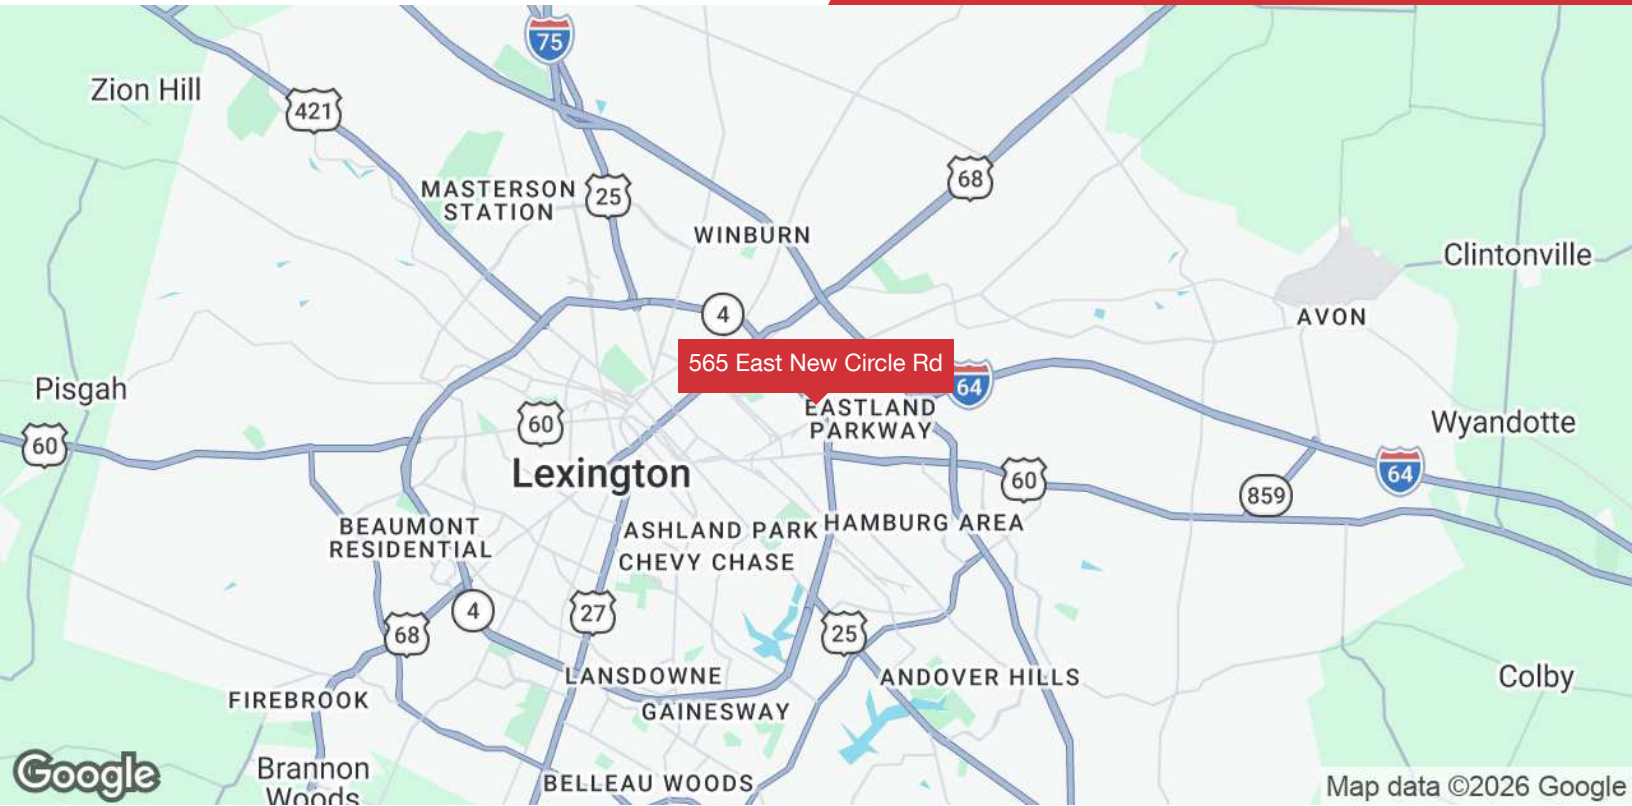 75
Zion Hill
421
68
MASTERSON
STATION
25
WINBURN
Clintonville
4
AVON
565 East New Circle Rd
64
Pisgah
EASTLAND
PARKWAY
60
Wyandotte
60
64
Lexington
60
859
BEAUMONT
RESIDENTIAL
ASHLAND PARK
HAMBURG AREA
CHEVY CHASE
4
27
68
25
LANSDOWNE
ANDOVER HILLS
Colby
FIREBROOK
GAINESWAY
Google
Brannon
Woods
BELLEAU WOODS
Map data ©2026 Google